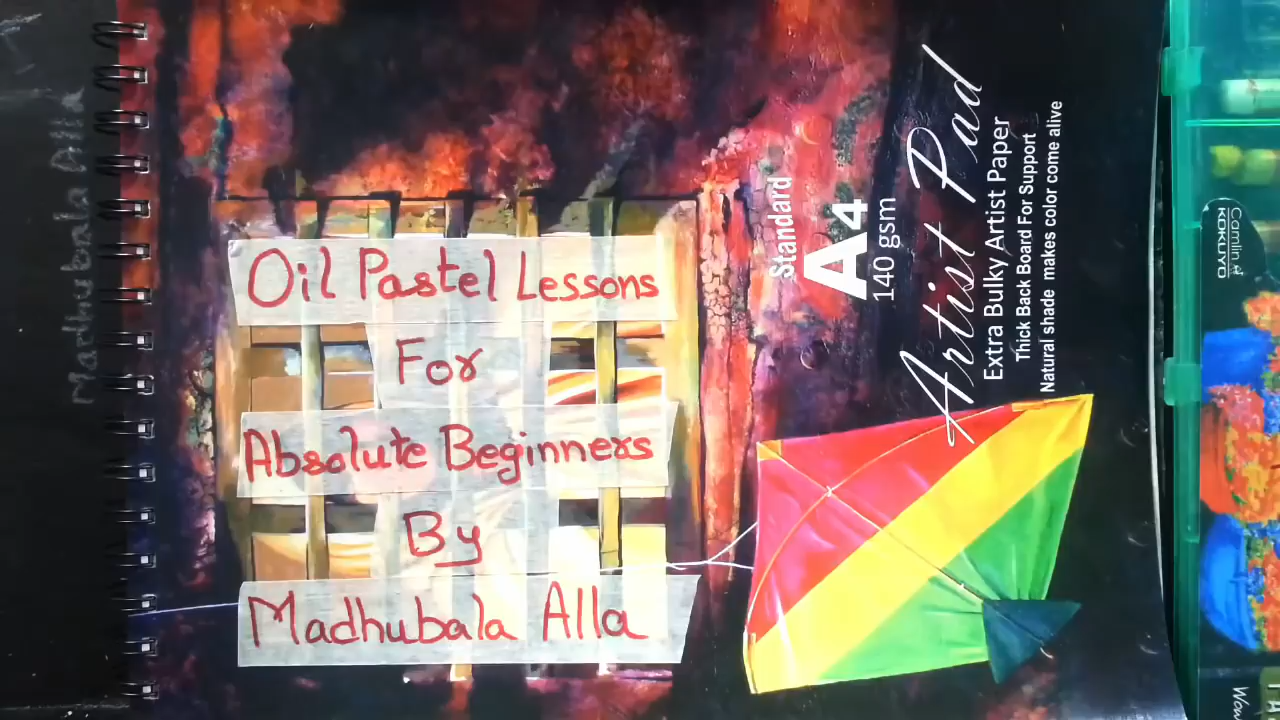 Oil Pastel Lessons
For
Absolute Beginners
By
Madhubala Alla
Standard
A4
140 gsm
Artist Pad
Extra Bulky Artist Paper
Thick Back Board For Support
Natural shade makes color come alive
Madhubala Alla
Camlin
KOKUYO